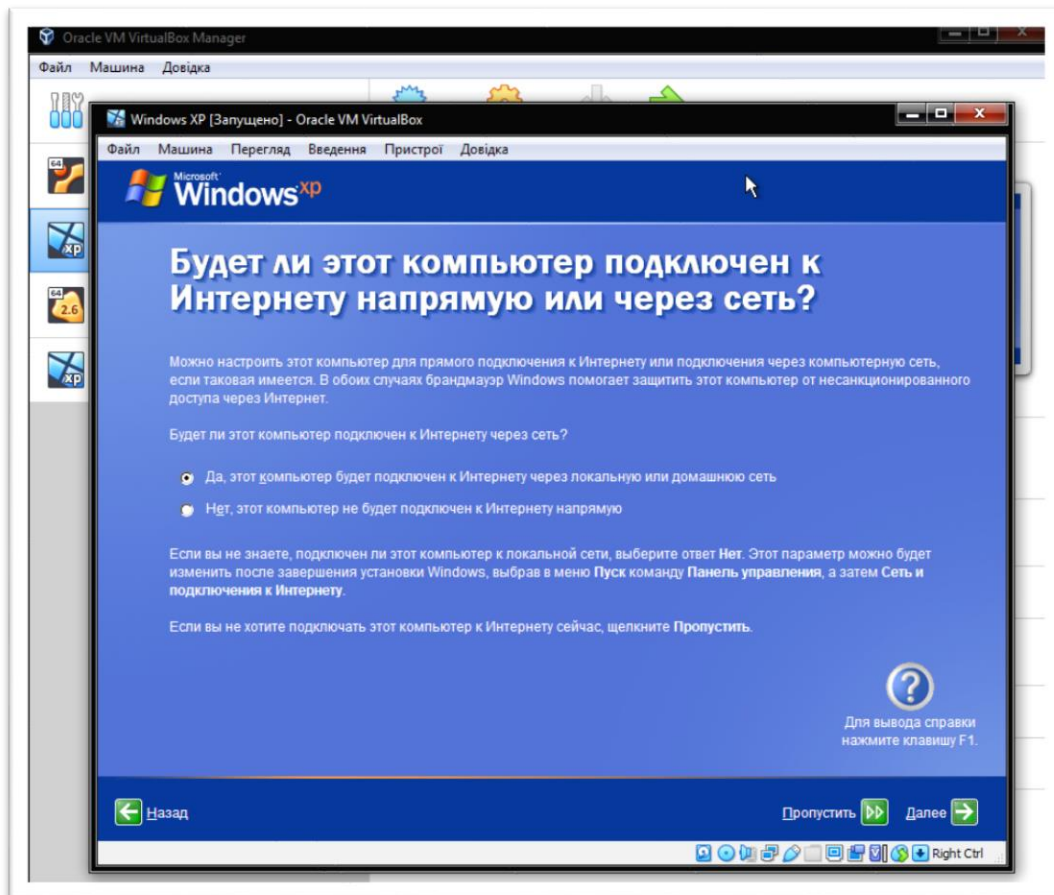 Oracle VM VirtualBox Manager
Файл Машина Довідка
Windows XP [Запущено] - Oracle VM VirtualBox
Файл Машина Перегляд Введення Пристрої Довідка
64
Microsoft
Windows xp
XP
Будет ли этот компьютер подключен к
Интернету напрямую или через сеть?
64
2.6
XP
Можно настроить этот компьютер для прямого подключения к Интернету или подключения через компьютерную сеть,
если таковая имеется. В обоих случаях брандмауэр Windows помогает защитить этот компьютер от несанкционированного
доступа через Интернет.
Будет ли этот компьютер подключен к Интернету через сеть?
Да, этот компьютер будет подключен к Интернету через локальную или домашнюю сеть
Нет, этот компьютер не будет подключен к Интернету напрямую
Если вы не знаете, подключен ли этот компьютер к локальной сети, выберите ответ Нет. Этот параметр можно будет
изменить после завершения установки Windows, выбрав в меню Пуск команду Панель управления, а затем Сеть и
подключения к Интернету.
Если вы не хотите подключать этот компьютер к Интернету сейчас, щелкните Пропустить.
?
Для вывода справки
нажмите клавишу F1.
Назад
Пропустить
Далее
Right Ctrl